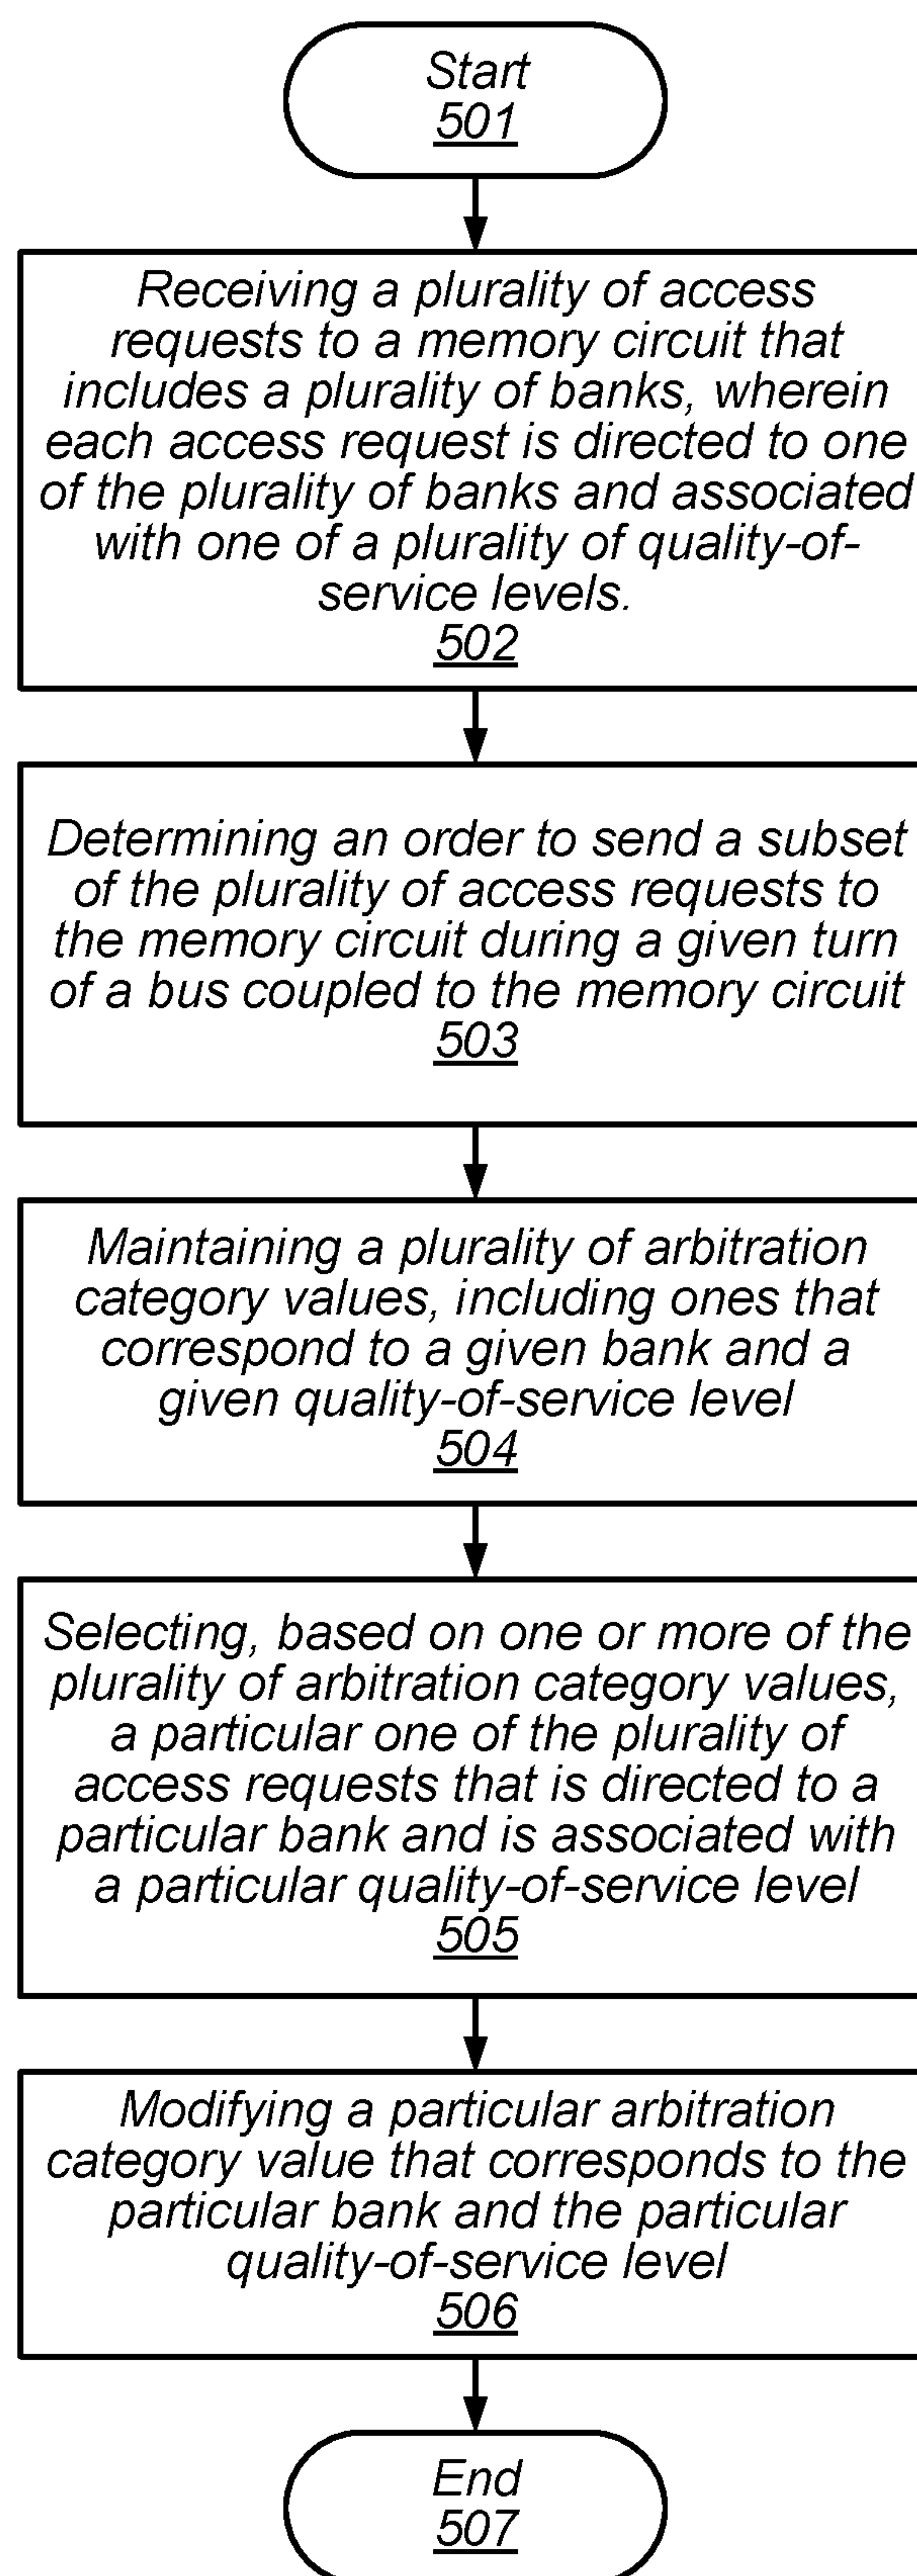 Start
501
Receiving a plurality of access
requests to a memory circuit that
includes a plurality of banks, wherein
each access request is directed to one
of the plurality of banks and associated
with one of a plurality of quality-of-
service levels.
502
Determining an order to send a subset
of the plurality of access requests to
the memory circuit during a given turn
of a bus coupled to the memory circuit
503
Maintaining a plurality of arbitration
category values, including ones that
correspond to a given bank and a
given quality-of-service level
504
Selecting, based on one or more of the
plurality of arbitration category values,
a particular one of the plurality of
access requests that is directed to a
particular bank and is associated with
a particular quality-of-service level
505
Modifying a particular arbitration
category value that corresponds to the
particular bank and the particular
quality-of-service level
506
End
507